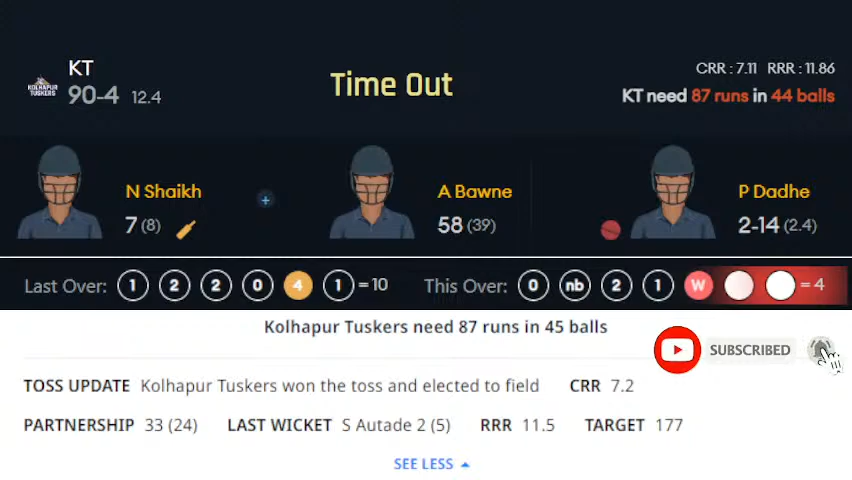 KT
90-4 12.4
KOLHAPUR
TUSKERS
Time Out
CRR : 7.11 RRR : 11.86
KT need 87 runs in 44 balls
N Shaikh
7 (8)
+
A Bawne
58 (39)
P Dadhe
2-14 (2.4)
Last Over: 1 2 2 0 4 1 = 10
This Over: 0 nb 2 1 W = 4
Kolhapur Tuskers need 87 runs in 45 balls
SUBSCRIBED
TOSS UPDATE Kolhapur Tuskers won the toss and elected to field CRR 7.2
PARTNERSHIP 33 (24) LAST WICKET S Autade 2 (5) RRR 11.5 TARGET 177
SEE LESS